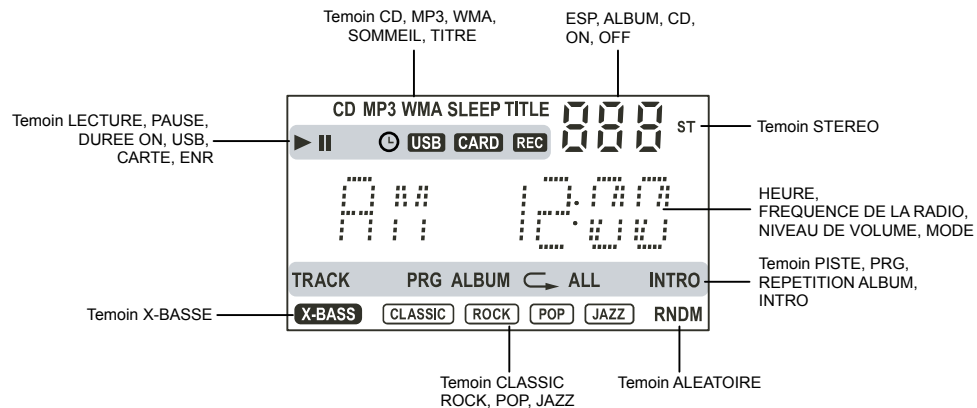 Temoin CD, MP3, WMA,
SOMMEIL, TITRE
ESP, ALBUM, CD,
ON, OFF
Temoin LECTURE, PAUSE,
DUREE ON, USB,
CARTE, ENR
CD MP3 WMA SLEEP TITLE
888
ST
Temoin STEREO
USB CARD REC
AM 12:00
HEURE,
FREQUENCE DE LA RADIO,
NIVEAU DE VOLUME, MODE
TRACK PRG ALBUM ALL INTRO
Temoin PISTE, PRG,
REPETITION ALBUM,
INTRO
Temoin X-BASSE
X-BASS CLASSIC ROCK POP JAZZ RNDM
Temoin CLASSIC
ROCK, POP, JAZZ
Temoin ALEATOIRE